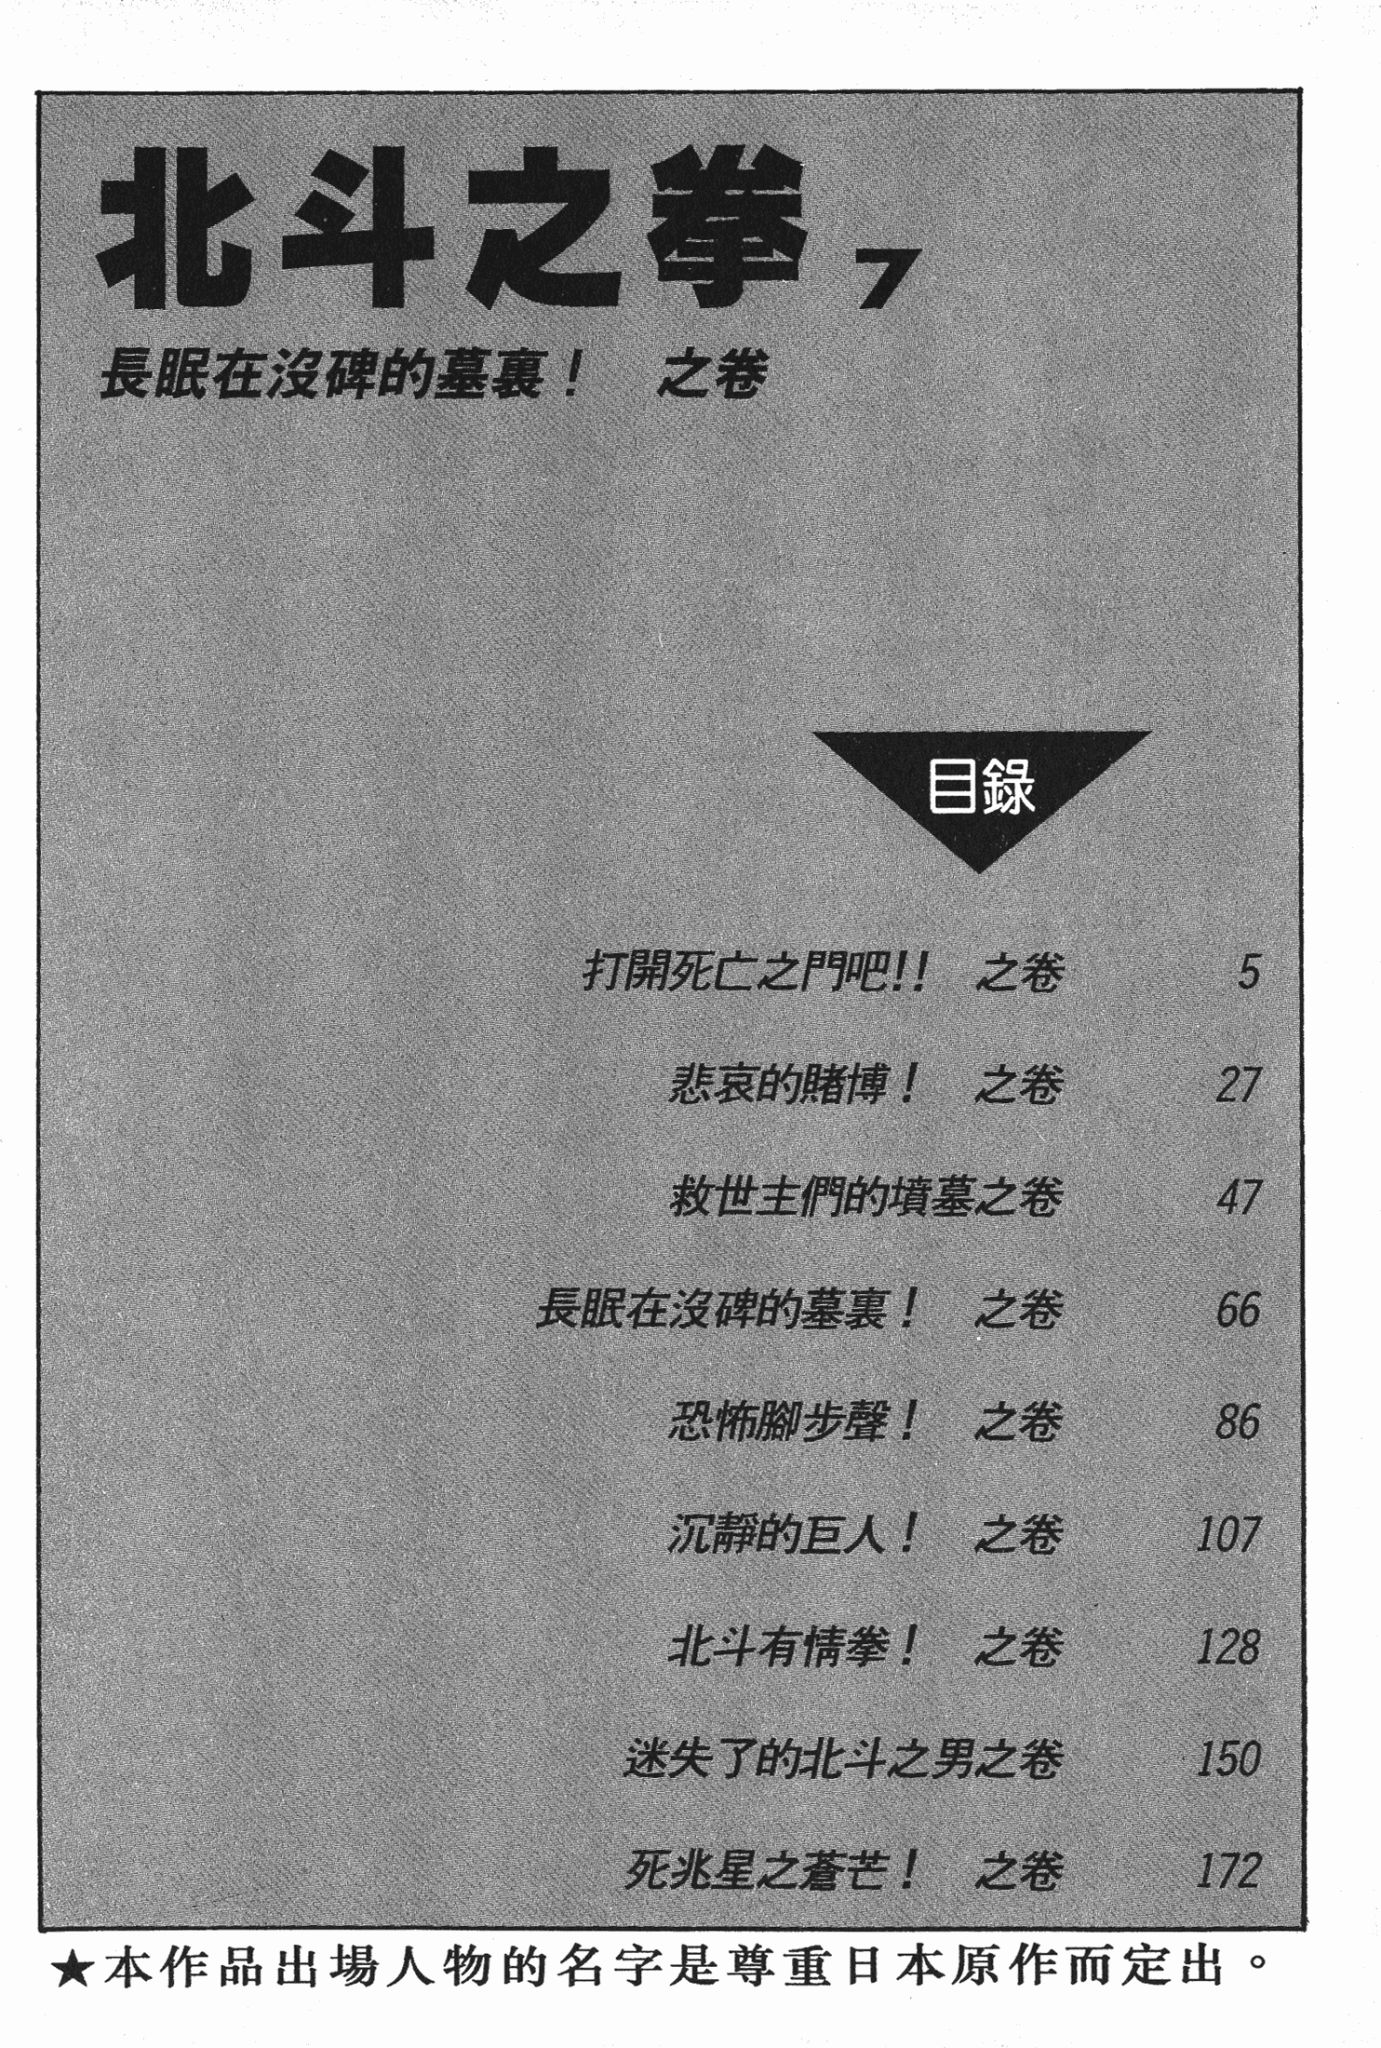 北斗之拳 7
長眠在沒碑的墓裏！　之卷
目錄
打開死亡之門吧!!　之卷　5
悲哀的賭博！　之卷　27
救世主們的墳墓之卷　47
長眠在沒碑的墓裏！　之卷　66
恐怖腳步聲！　之卷　86
沉靜的巨人！　之卷　107
北斗有情拳！　之卷　128
迷失了的北斗之男之卷　150
死兆星之蒼芒！　之卷　172
★本作品出場人物的名字是尊重日本原作而定出。